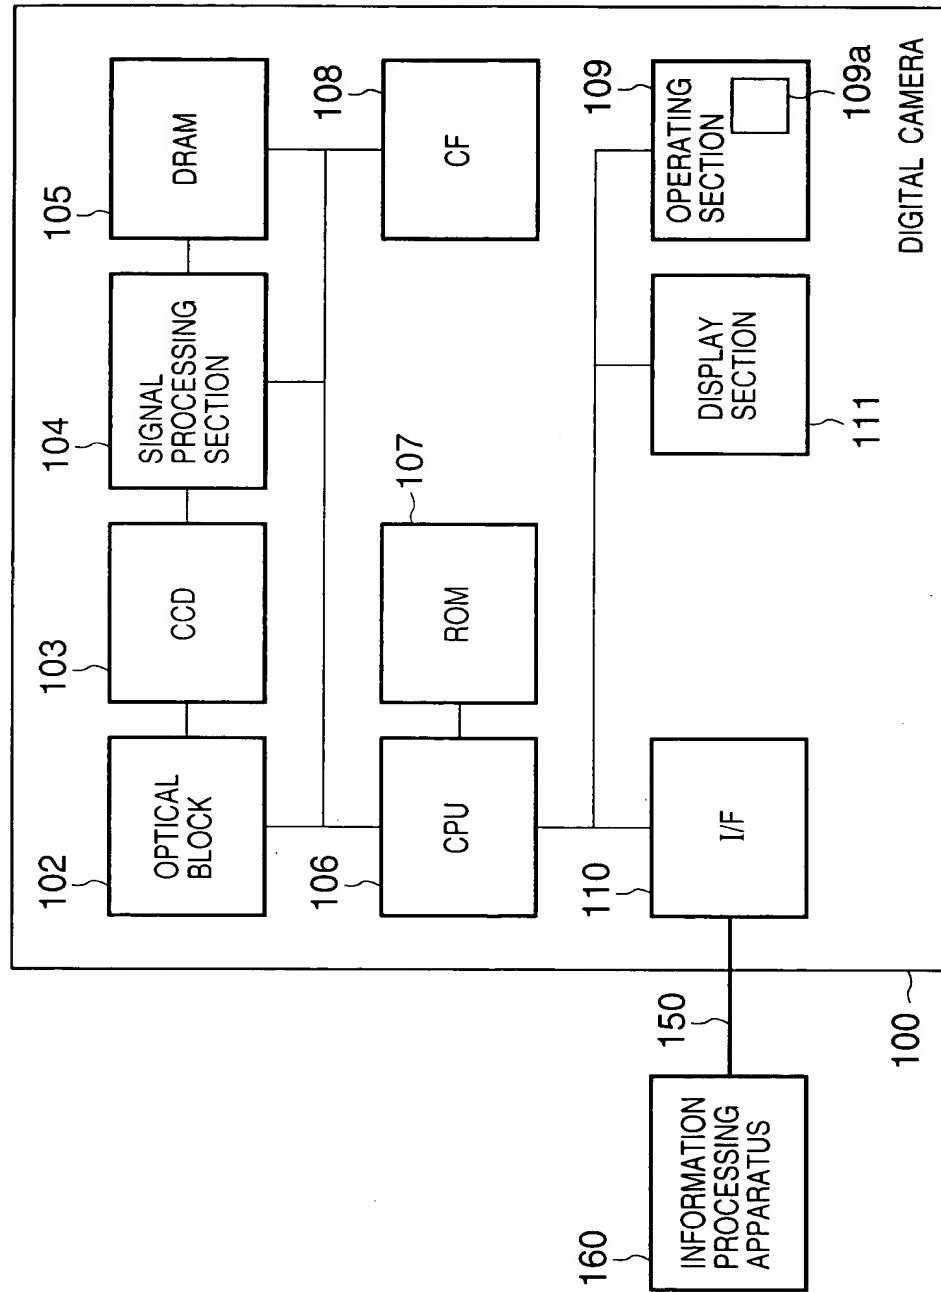 102
OPTICAL
BLOCK
103
CCD
104
SIGNAL
PROCESSING
SECTION
105
DRAM
106
CPU
107
ROM
108
CF
160
INFORMATION
PROCESSING
APPARATUS
150
110
I/F
111
DISPLAY
SECTION
109
OPERATING
SECTION
109a
100
DIGITAL CAMERA